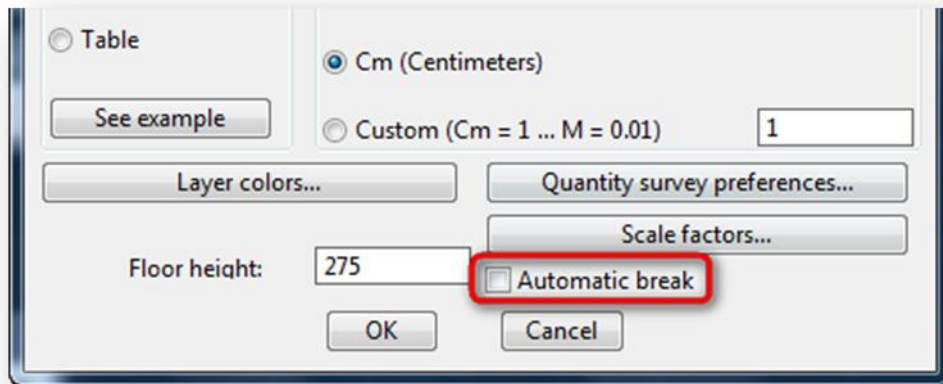 Table
Cm (Centimeters)
See example
Custom (Cm = 1 ... M = 0.01)
1
Layer colors...
Quantity survey preferences...
Scale factors...
Floor height:
275
Automatic break
OK
Cancel